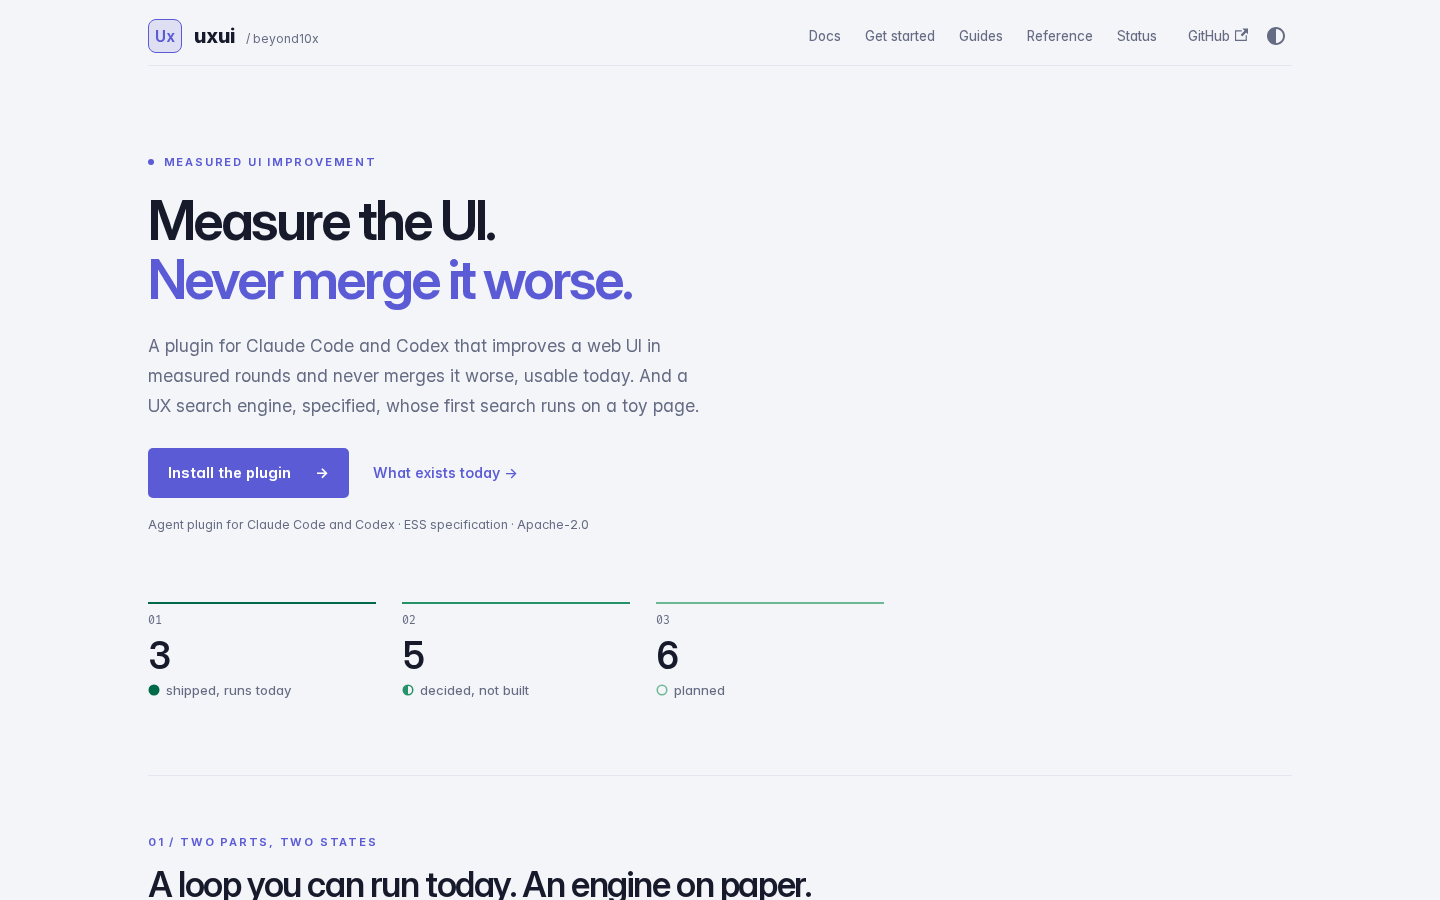 Ux uxui / beyond10x
Docs Get started Guides Reference Status GitHub
MEASURED UI IMPROVEMENT
Measure the UI.
Never merge it worse.
A plugin for Claude Code and Codex that improves a web UI in
measured rounds and never merges it worse, usable today. And a
UX search engine, specified, whose first search runs on a toy page.
Install the plugin →
What exists today →
Agent plugin for Claude Code and Codex · ESS specification · Apache-2.0
01
3
shipped, runs today
02
5
decided, not built
03
6
planned
01 / TWO PARTS, TWO STATES
A loop you can run today. An engine on paper.